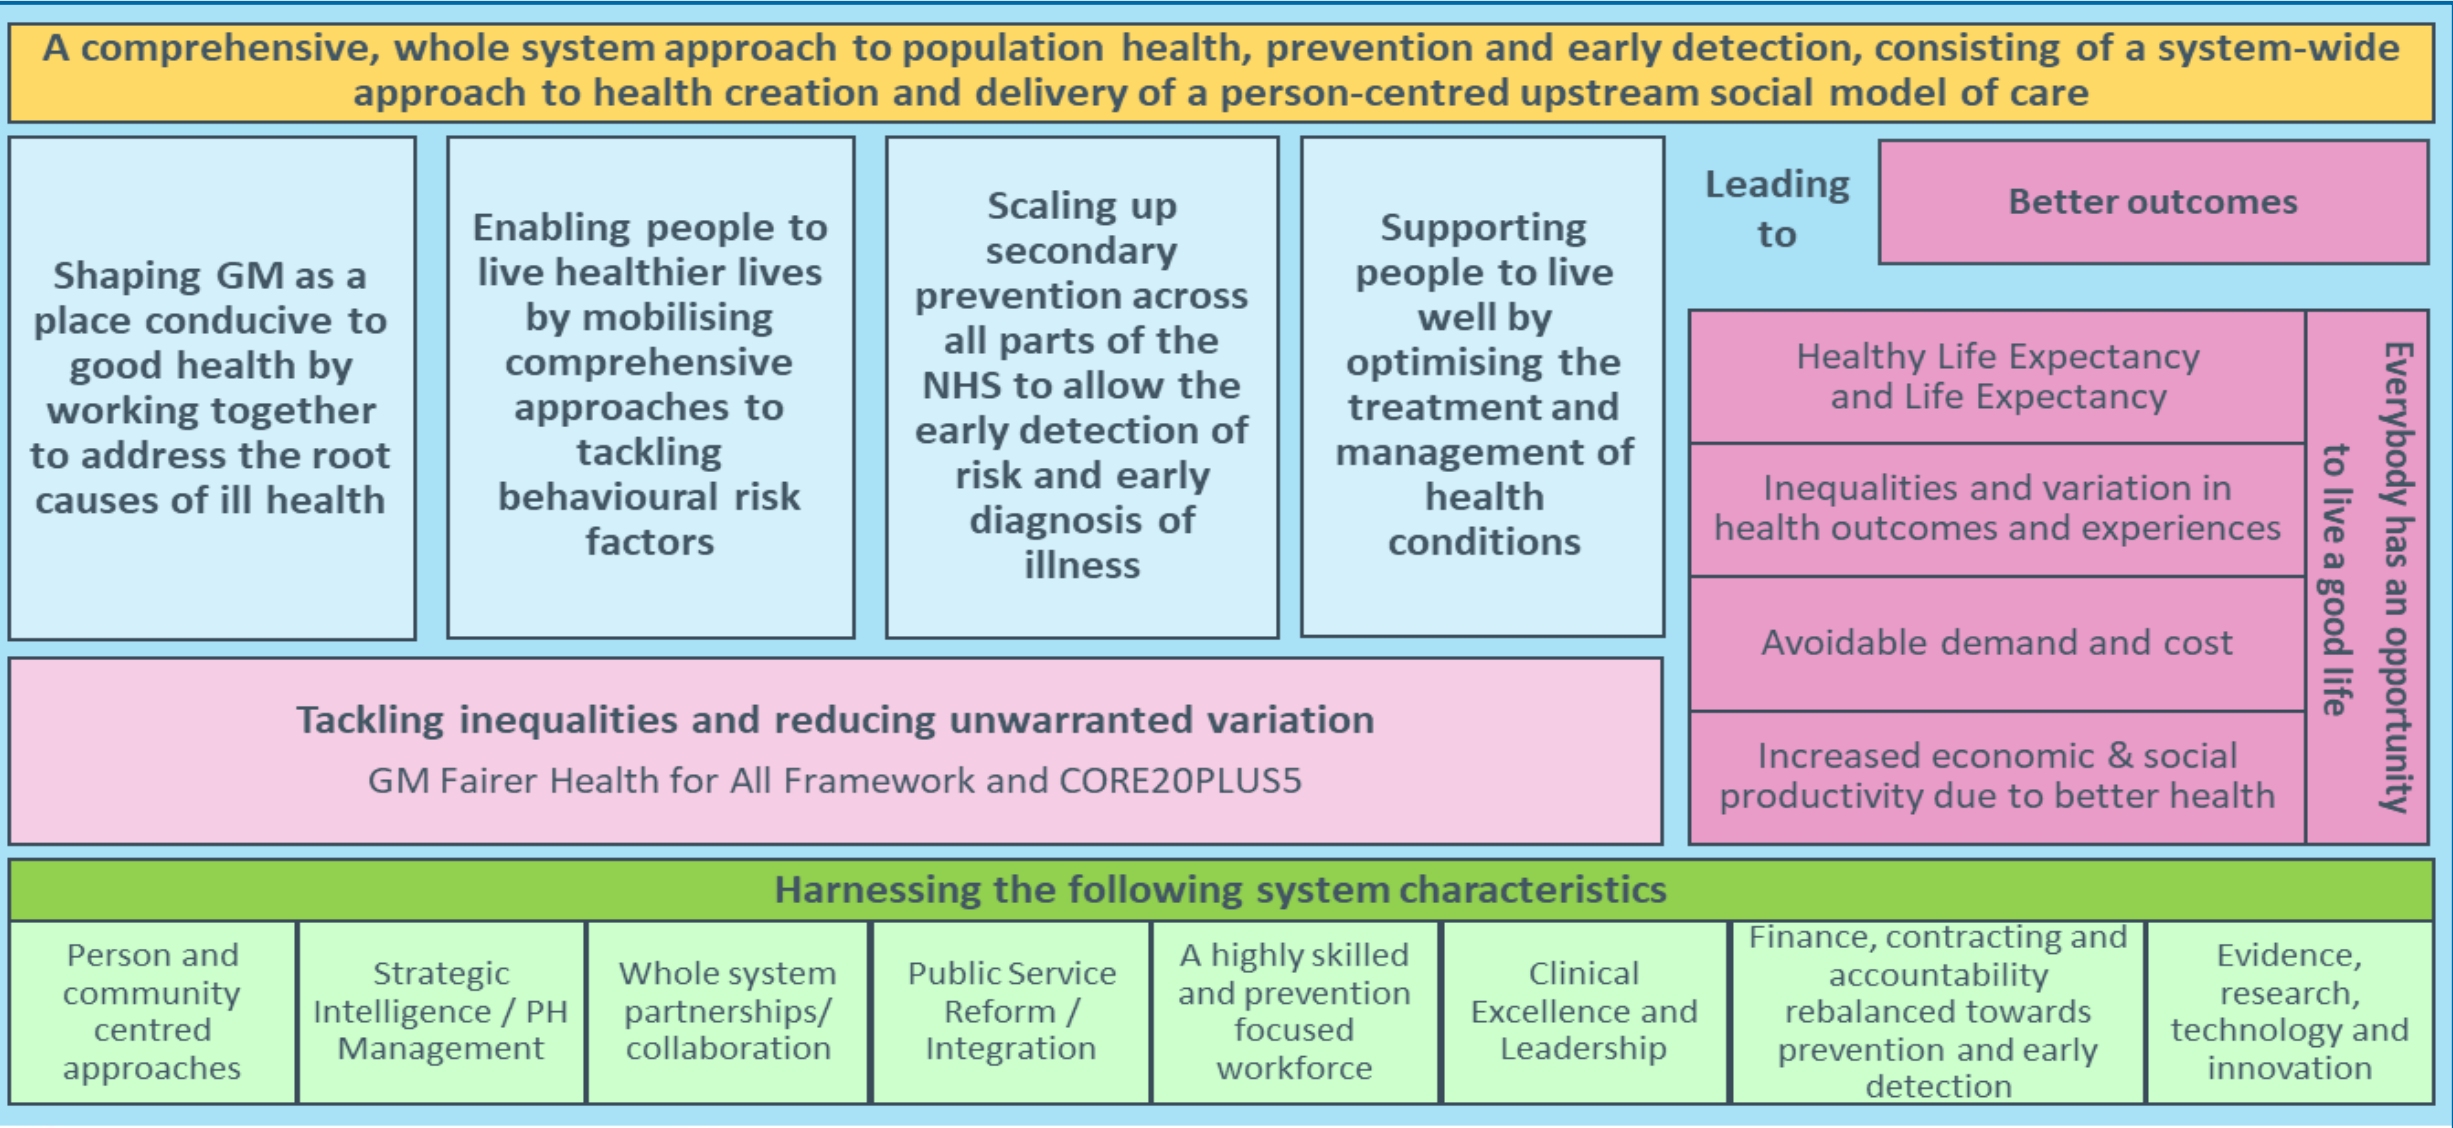 A comprehensive, whole system approach to population health, prevention and early detection, consisting of a system-wide
approach to health creation and delivery of a person-centred upstream social model of care
Shaping GM as a
place conducive to
good health by
working together
to address the root
causes of ill health
Enabling people to
live healthier lives
by mobilising
comprehensive
approaches to
tackling
behavioural risk
factors
Scaling up
secondary
prevention across
all parts of the
NHS to allow the
early detection of
risk and early
diagnosis of
illness
Supporting
people to live
well by
optimising the
treatment and
management of
health
conditions
Leading
to
Better outcomes
Healthy Life Expectancy
and Life Expectancy
Inequalities and variation in
health outcomes and experiences
Avoidable demand and cost
Increased economic & social
productivity due to better health
Everybody has an opportunity
to live a good life
Tackling inequalities and reducing unwarranted variation
GM Fairer Health for All Framework and CORE20PLUS5
Harnessing the following system characteristics
Person and
community
centred
approaches
Strategic
Intelligence / PH
Management
Whole system
partnerships/
collaboration
Public Service
Reform /
Integration
A highly skilled
and prevention
focused
workforce
Clinical
Excellence and
Leadership
Finance, contracting and
accountability
rebalanced towards
prevention and early
detection
Evidence,
research,
technology and
innovation